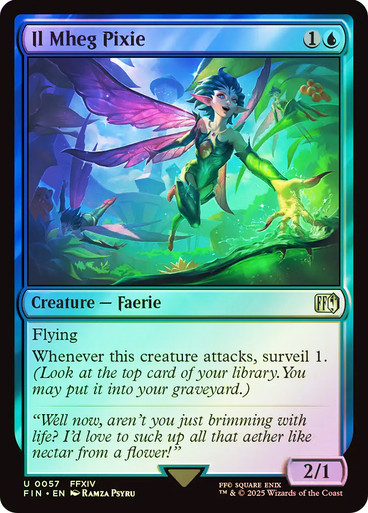 Il Mheg Pixie 1
Creature — Faerie
Flying
Whenever this creature attacks, surveil 1.
(Look at the top card of your library. You
may put it into your graveyard.)
“Well now, aren’t you just brimming with
life? I’d love to suck up all that aether like
nectar from a flower!”
2/1
U 0057 FFXIV
FIN • EN Ramza Psyru
FF© SQUARE ENIX
™ & © 2025 Wizards of the Coast